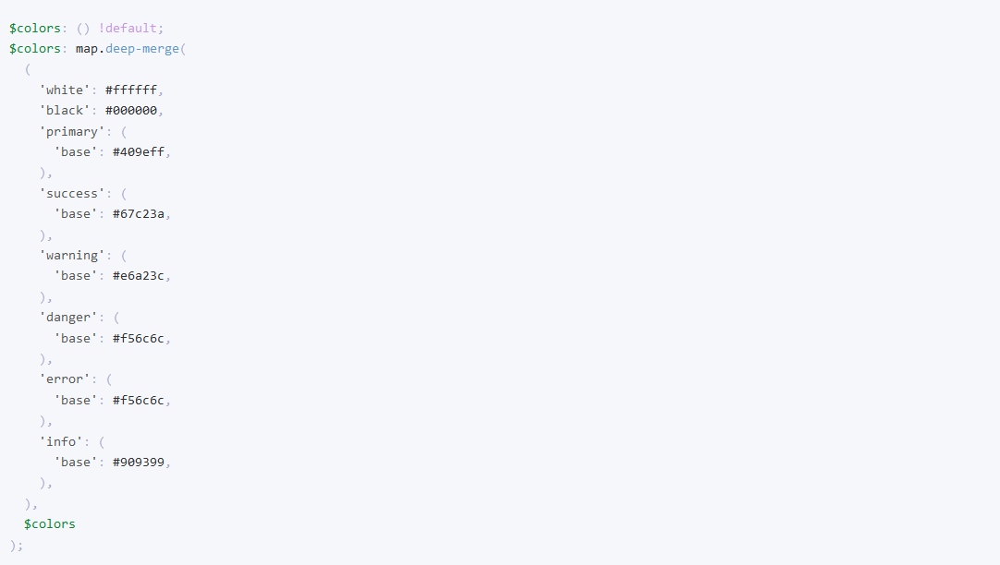 $colors: () !default;
$colors: map.deep-merge(
  (
    'white': #ffffff,
    'black': #000000,
    'primary': (
      'base': #409eff,
    ),
    'success': (
      'base': #67c23a,
    ),
    'warning': (
      'base': #e6a23c,
    ),
    'danger': (
      'base': #f56c6c,
    ),
    'error': (
      'base': #f56c6c,
    ),
    'info': (
      'base': #909399,
    ),
  ),
  $colors
);